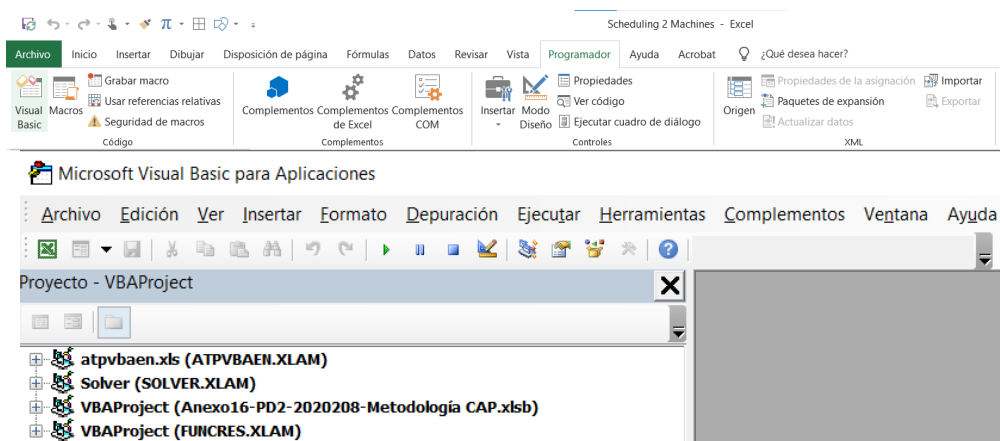 Scheduling 2 Machines - Excel
Archivo Inicio Insertar Dibujar Disposición de página Fórmulas Datos Revisar Vista Programador Ayuda Acrobat ¿Qué desea hacer?
Visual Basic
Macros
Grabar macro
Usar referencias relativas
Seguridad de macros
Código
Complementos
Complementos de Excel
Complementos COM
Complementos
Insertar
Modo Diseño
Propiedades
Ver código
Ejecutar cuadro de diálogo
Controles
Origen
Propiedades de la asignación
Paquetes de expansión
Actualizar datos
Importar
Exportar
XML
Microsoft Visual Basic para Aplicaciones
Archivo Edición Ver Insertar Formato Depuración Ejecutar Herramientas Complementos Ventana Ayuda
Proyecto - VBAProject
atpvbaen.xls (ATPVBAEN.XLAM)
Solver (SOLVER.XLAM)
VBAProject (Anexo16-PD2-2020208-Metodología CAP.xlsb)
VBAProject (FUNCRES.XLAM)